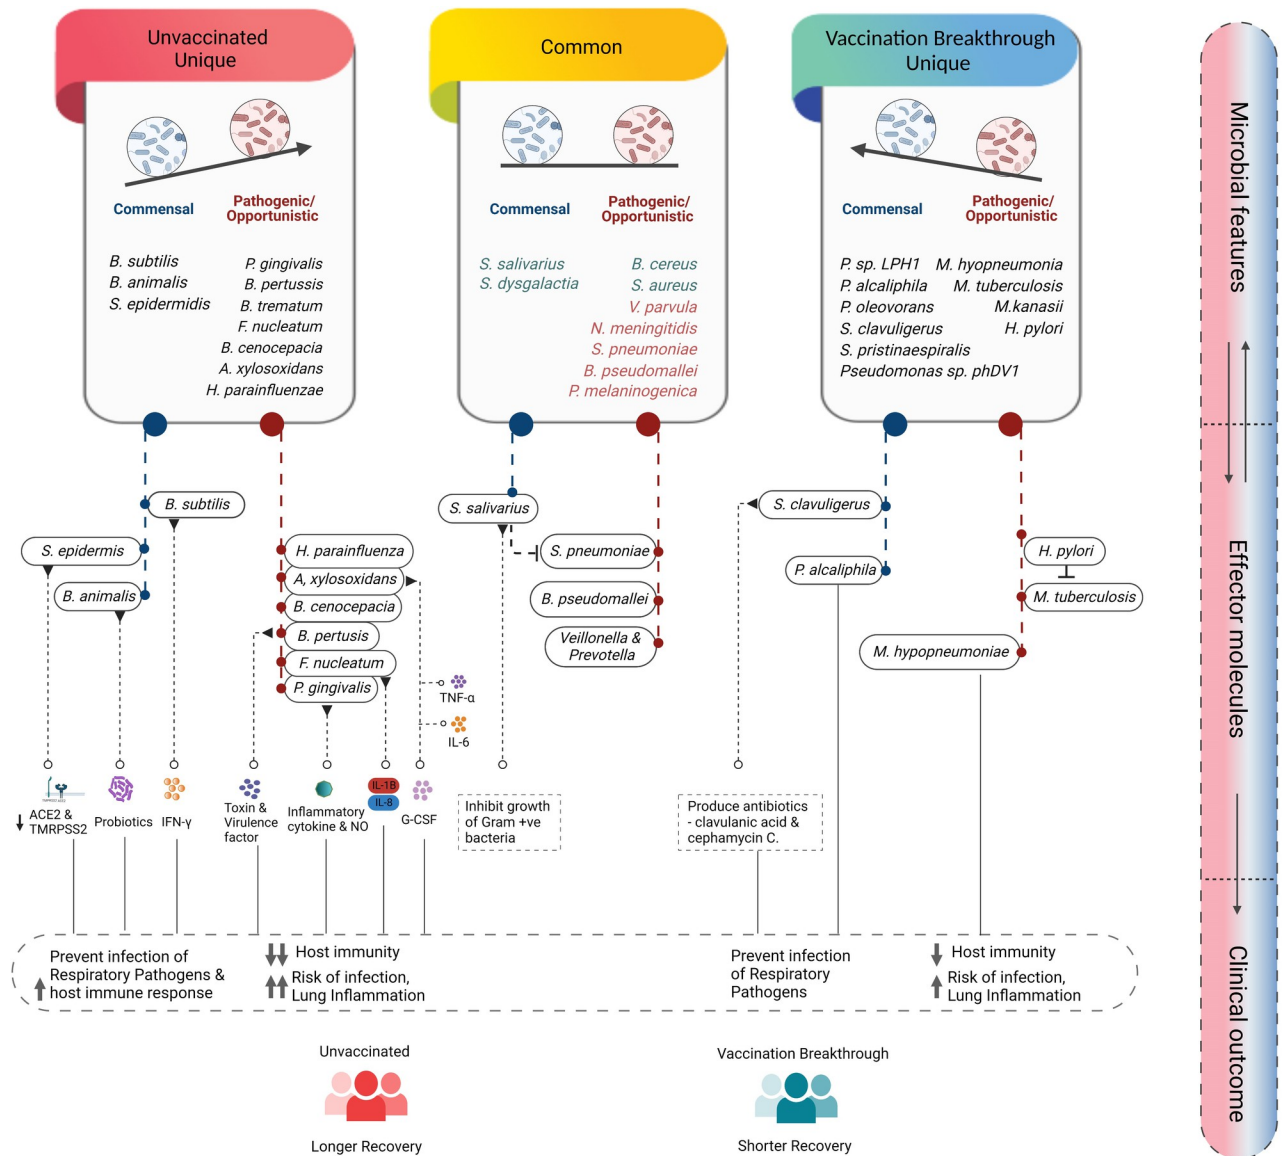 Unvaccinated
Unique
Commensal
Pathogenic/
Opportunistic
B. subtilis
B. animalis
S. epidermidis
P. gingivalis
B. pertussis
B. trematum
F. nucleatum
B. cenocepacia
A. xylosoxidans
H. parainfluenzae
Common
Commensal
Pathogenic/
Opportunistic
S. salivarius
S. dysgalactia
B. cereus
S. aureus
V. parvula
N. meningitidis
S. pneumoniae
B. pseudomallei
P. melaninogenica
Vaccination Breakthrough
Unique
Commensal
Pathogenic/
Opportunistic
P. sp. LPH1
P. alcaliphila
P. oleovorans
S. clavuligerus
S. pristinaespiralis
Pseudomonas sp. phDV1
M. hyopneumonia
M. tuberculosis
M.kanasii
H. pylori
B. subtilis
S. epidermis
B. animalis
H. parainfluenza
A, xylosoxidans
B. cenocepacia
B. pertusis
F. nucleatum
P. gingivalis
TNF-α
IL-6
S. salivarius
S. pneumoniae
B. pseudomallei
Veillonella &
Prevotella
S. clavuligerus
P. alcaliphila
H. pylori
M. tuberculosis
M. hypopneumoniae
ACE2 &
TMRPSS2
Probiotics
IFN-γ
Toxin &
Virulence
factor
Inflammatory
cytokine & NO
IL-1B
IL-8
G-CSF
Inhibit growth
of Gram +ve
bacteria
Produce antibiotics
- clavulanic acid &
cephamycin C.
Prevent infection of
Respiratory Pathogens &
host immune response
Host immunity
Risk of infection,
Lung Inflammation
Prevent infection
of Respiratory
Pathogens
Host immunity
Risk of infection,
Lung Inflammation
Unvaccinated
Longer Recovery
Vaccination Breakthrough
Shorter Recovery
Microbial features
Effector molecules
Clinical outcome